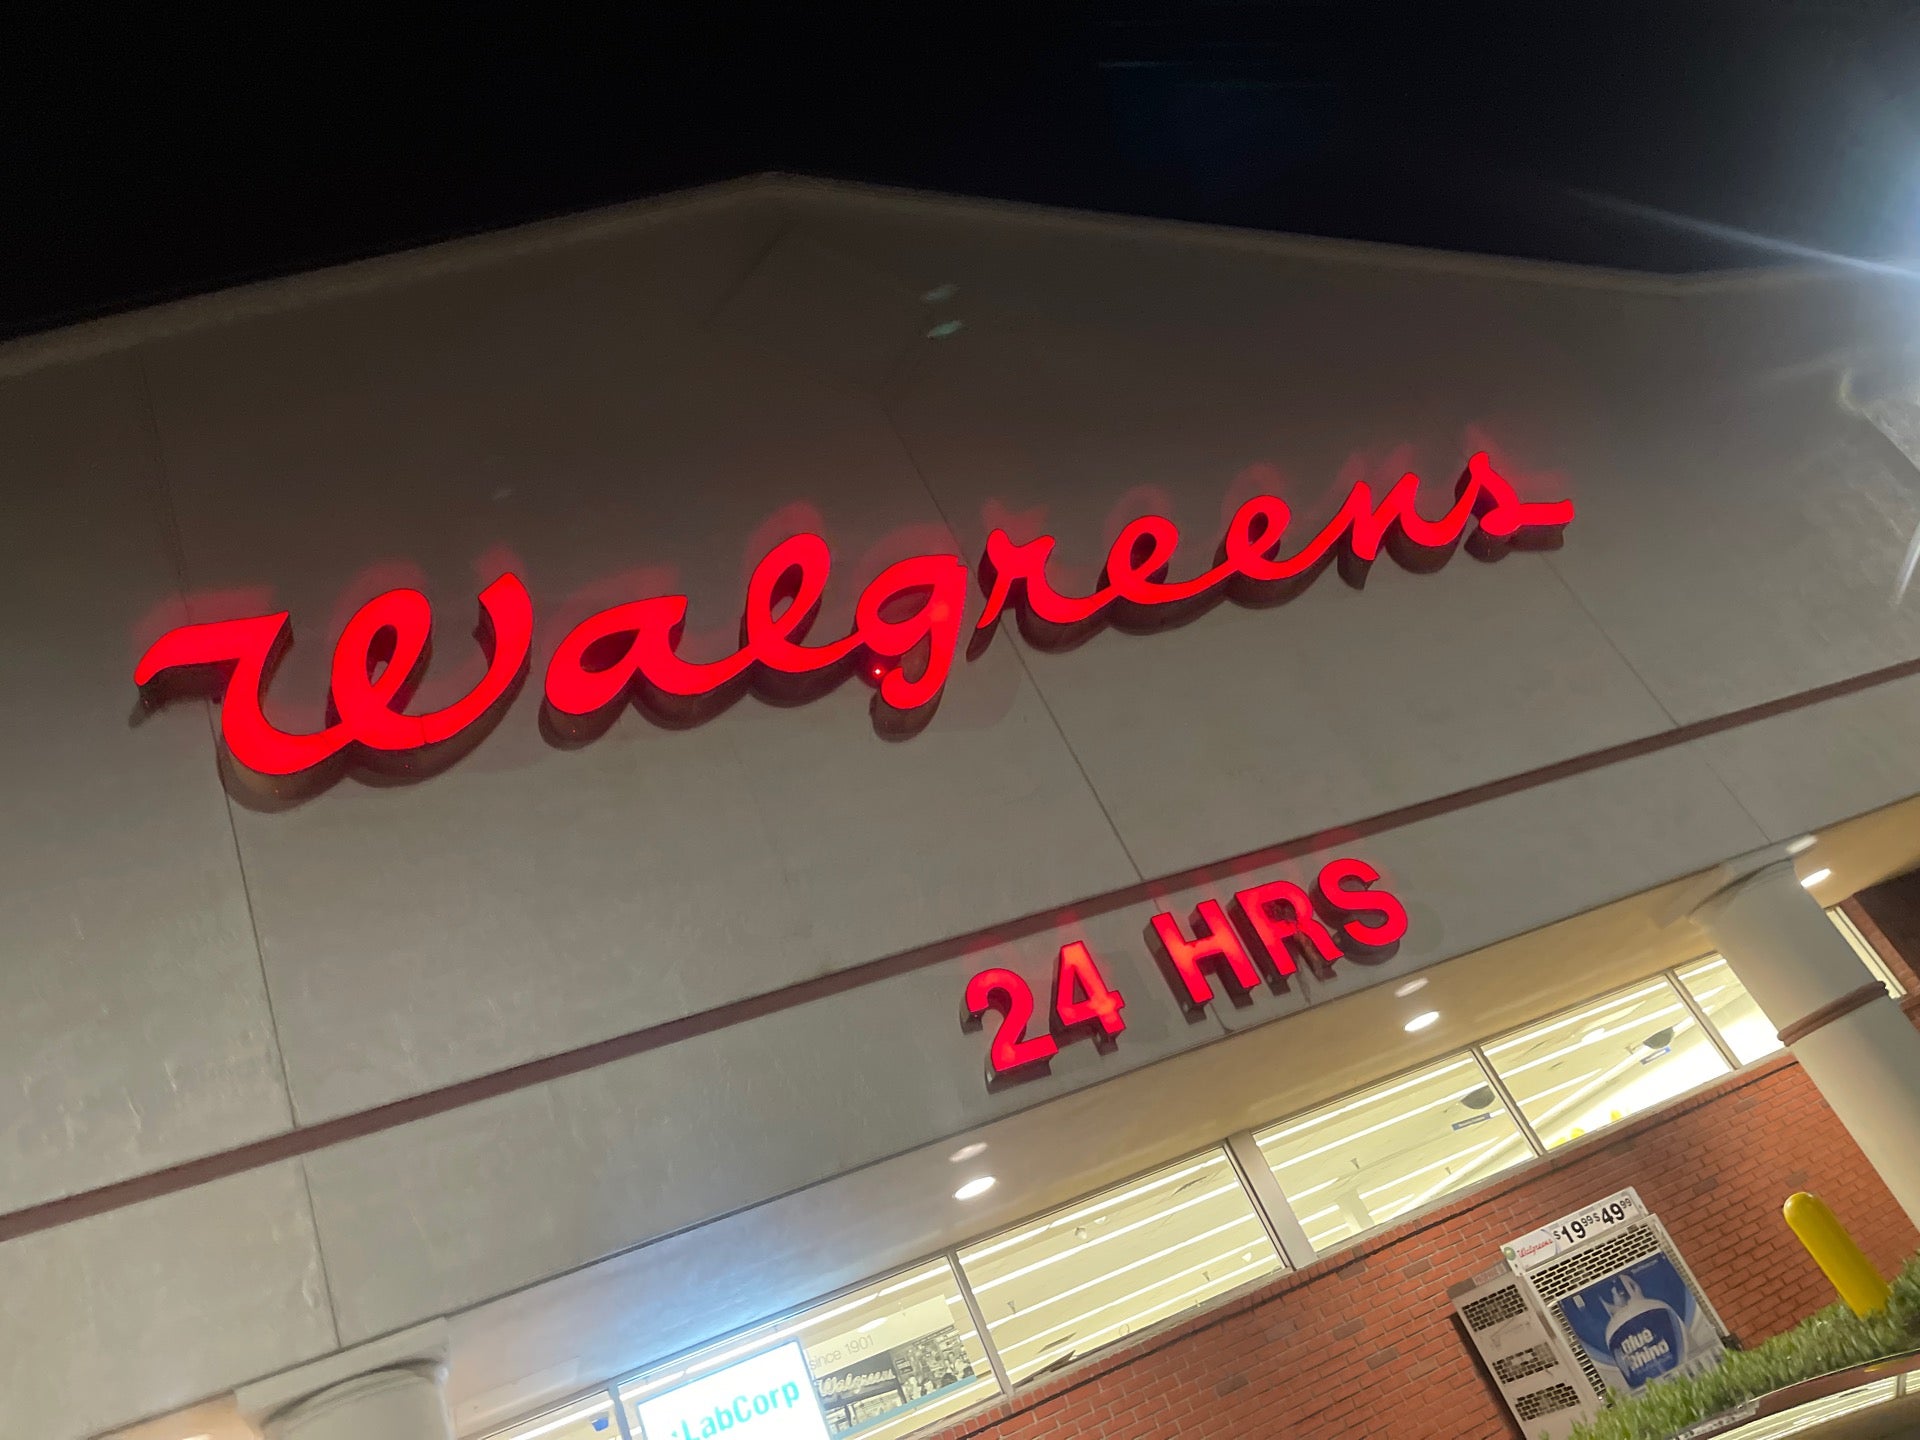 Walgreens
24 HRS
Walgreens $19.99 $49.99
Blue Rhino
since 1901
Walgreens
LabCorp